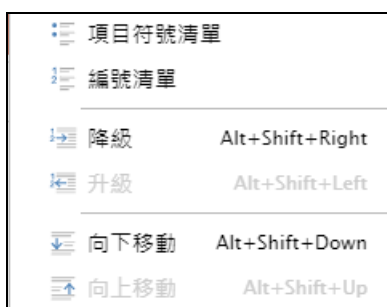 項目符號清單
編號清單
降級 Alt+Shift+Right
升級 Alt+Shift+Left
向下移動 Alt+Shift+Down
向上移動 Alt+Shift+Up